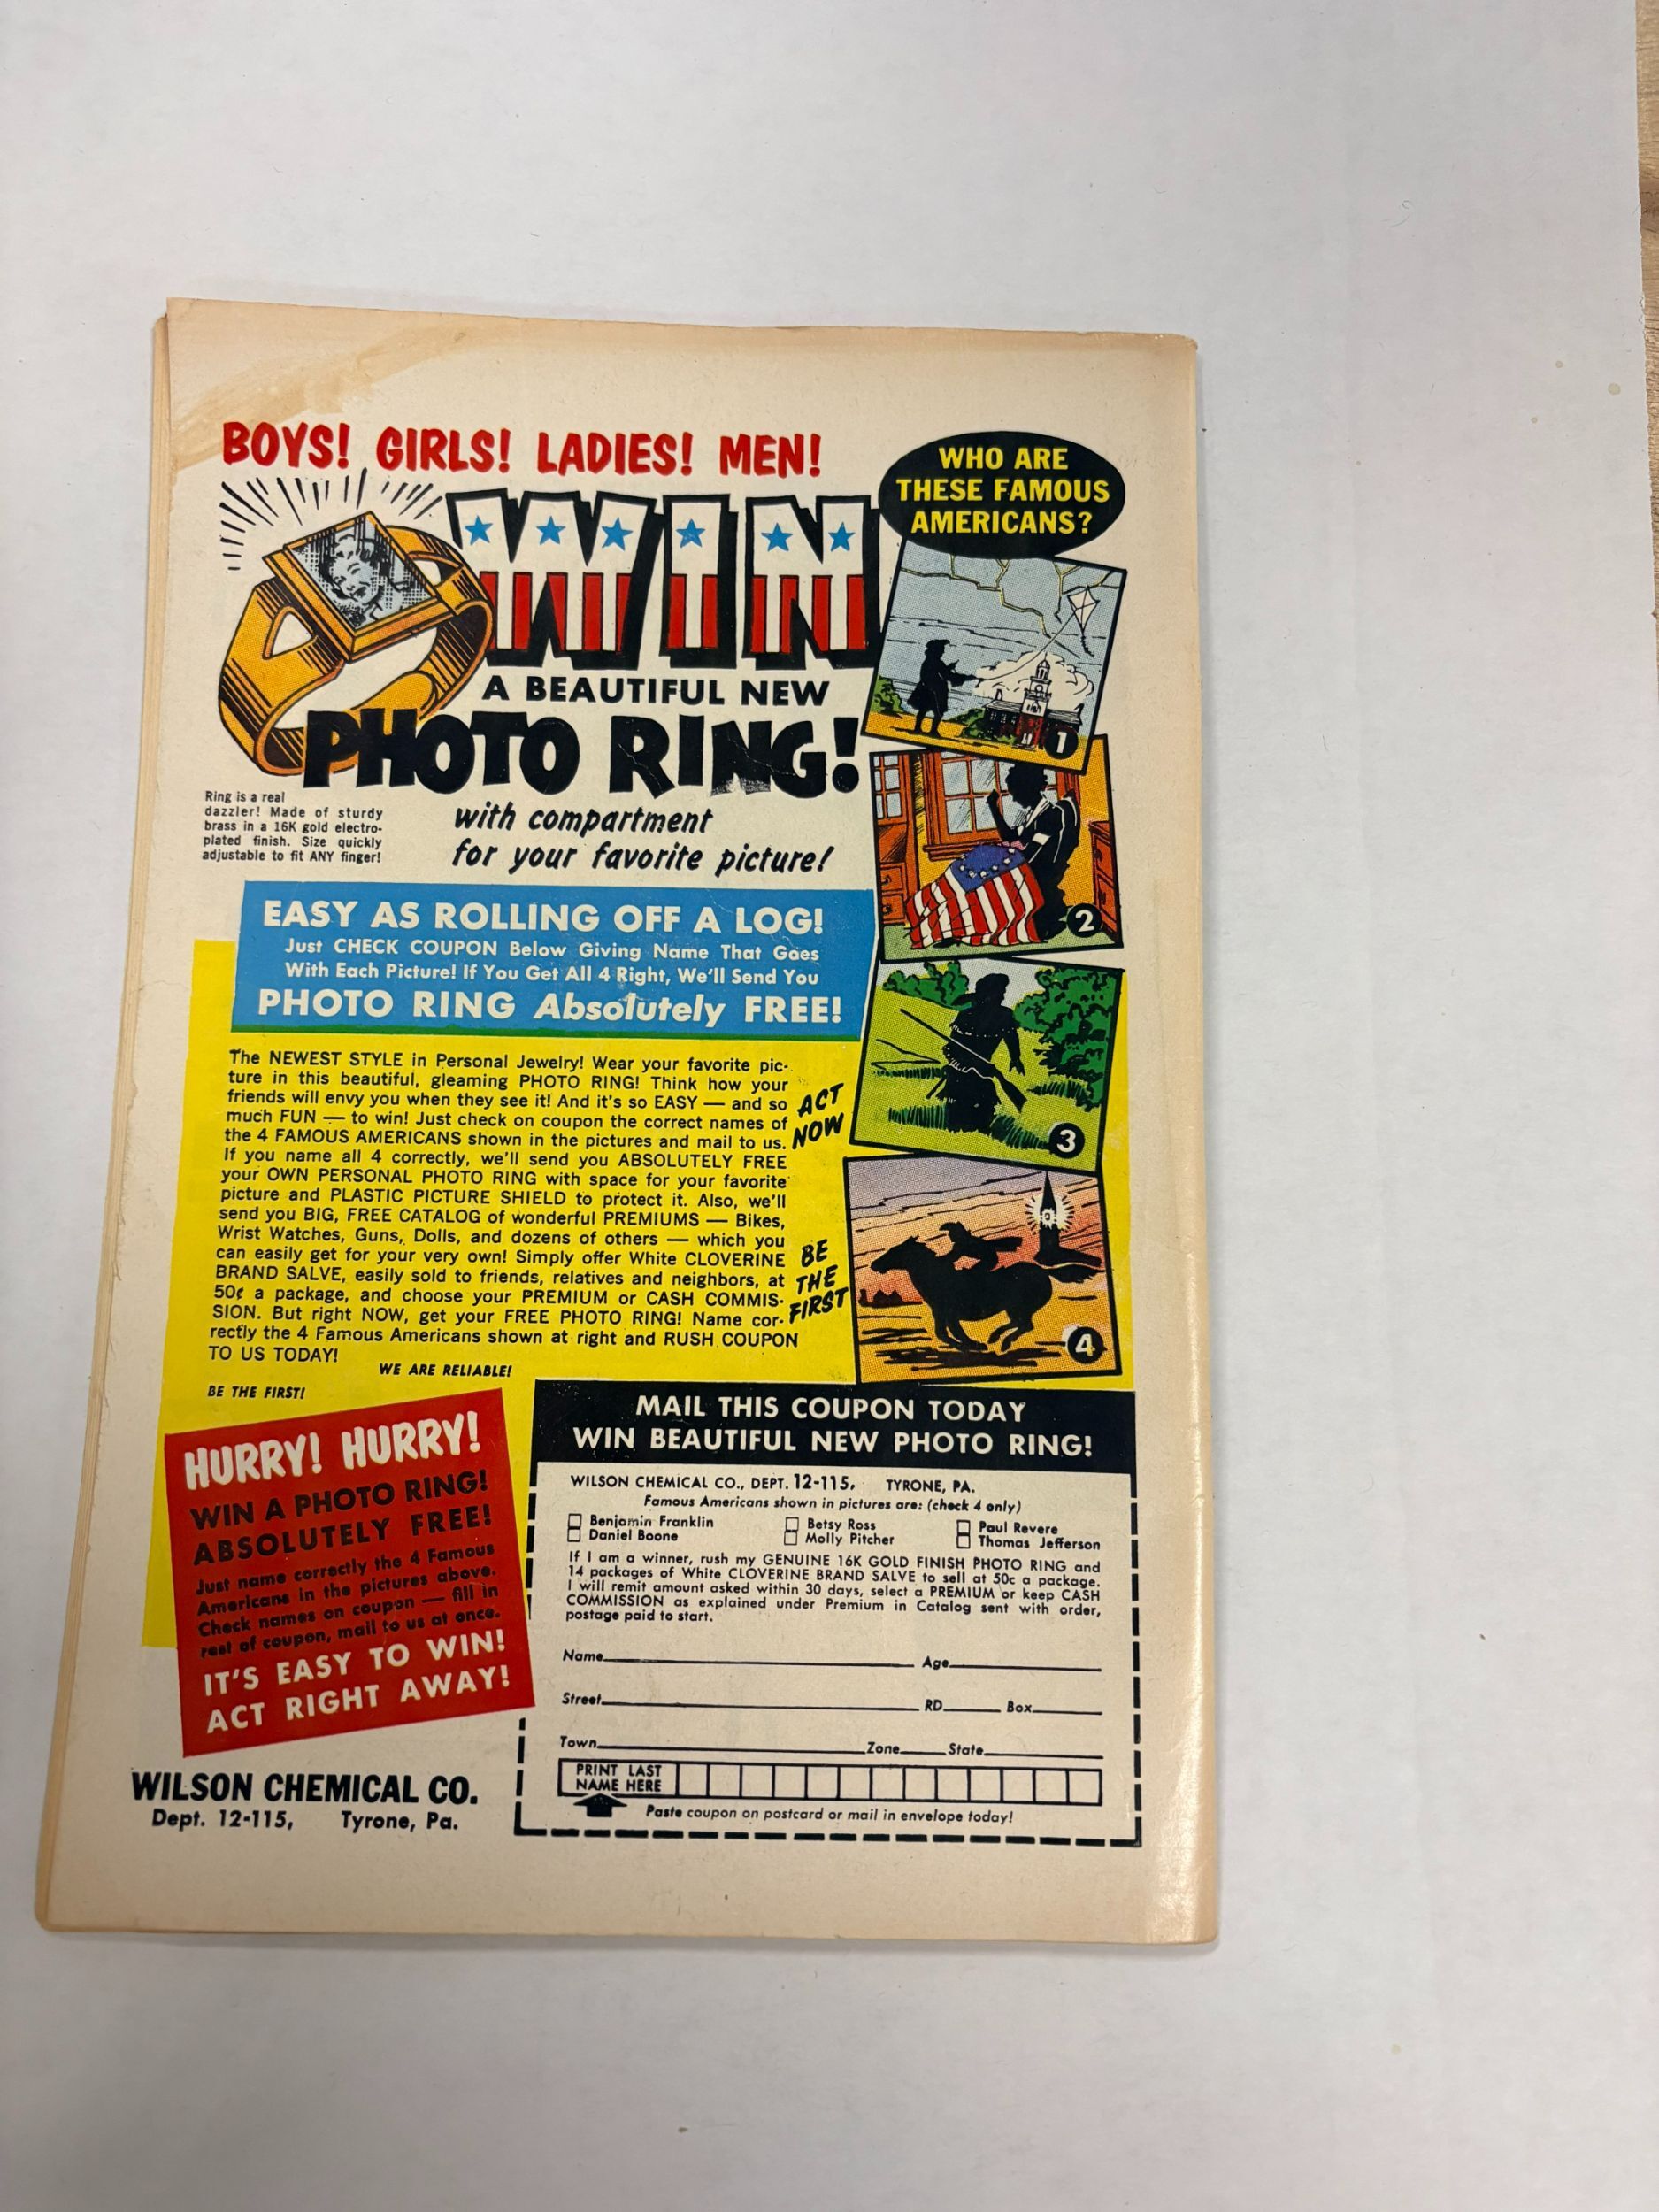 BOYS! GIRLS! LADIES! MEN!
WIN
A BEAUTIFUL NEW
PHOTO RING!
with compartment
for your favorite picture!
Ring is a real
dazzler! Made of sturdy
brass in a 16K gold electro-
plated finish. Size quickly
adjustable to fit ANY finger!
WHO ARE
THESE FAMOUS
AMERICANS?
1
2
3
4
EASY AS ROLLING OFF A LOG!
Just CHECK COUPON Below Giving Name That Goes
With Each Picture! If You Get All 4 Right, We'll Send You
PHOTO RING Absolutely FREE!
The NEWEST STYLE in Personal Jewelry! Wear your favorite pic-
ture in this beautiful, gleaming PHOTO RING! Think how your
friends will envy you when they see it! And it's so EASY — and so
much FUN — to win! Just check on coupon the correct names of
the 4 FAMOUS AMERICANS shown in the pictures and mail to us.
If you name all 4 correctly, we'll send you ABSOLUTELY FREE
your OWN PERSONAL PHOTO RING with space for your favorite
picture and PLASTIC PICTURE SHIELD to protect it. Also, we'll
send you BIG, FREE CATALOG of wonderful PREMIUMS — Bikes,
Wrist Watches, Guns, Dolls, and dozens of others — which you
can easily get for your very own! Simply offer White CLOVERINE
BRAND SALVE, easily sold to friends, relatives and neighbors, at
50¢ a package, and choose your PREMIUM or CASH COMMIS-
SION. But right NOW, get your FREE PHOTO RING! Name cor-
rectly the 4 Famous Americans shown at right and RUSH COUPON
TO US TODAY!
ACT
NOW
BE
THE
FIRST
WE ARE RELIABLE!
BE THE FIRST!
HURRY! HURRY!
WIN A PHOTO RING!
ABSOLUTELY FREE!
Just name correctly the 4 Famous
Americans in the pictures above.
Check names on coupon — fill in
rest of coupon, mail to us at once.
IT'S EASY TO WIN!
ACT RIGHT AWAY!
WILSON CHEMICAL CO.
Dept. 12-115, Tyrone, Pa.
MAIL THIS COUPON TODAY
WIN BEAUTIFUL NEW PHOTO RING!
WILSON CHEMICAL CO., DEPT. 12-115, TYRONE, PA.
Famous Americans shown in pictures are: (check 4 only)
Benjamin Franklin Betsy Ross Paul Revere
Daniel Boone Molly Pitcher Thomas Jefferson
If I am a winner, rush my GENUINE 16K GOLD FINISH PHOTO RING and
14 packages of White CLOVERINE BRAND SALVE to sell at 50c a package.
I will remit amount asked within 30 days, select a PREMIUM or keep CASH
COMMISSION as explained under Premium in Catalog sent with order,
postage paid to start.
Name Age
Street RD Box
Town Zone State
PRINT LAST
NAME HERE
Paste coupon on postcard or mail in envelope today!